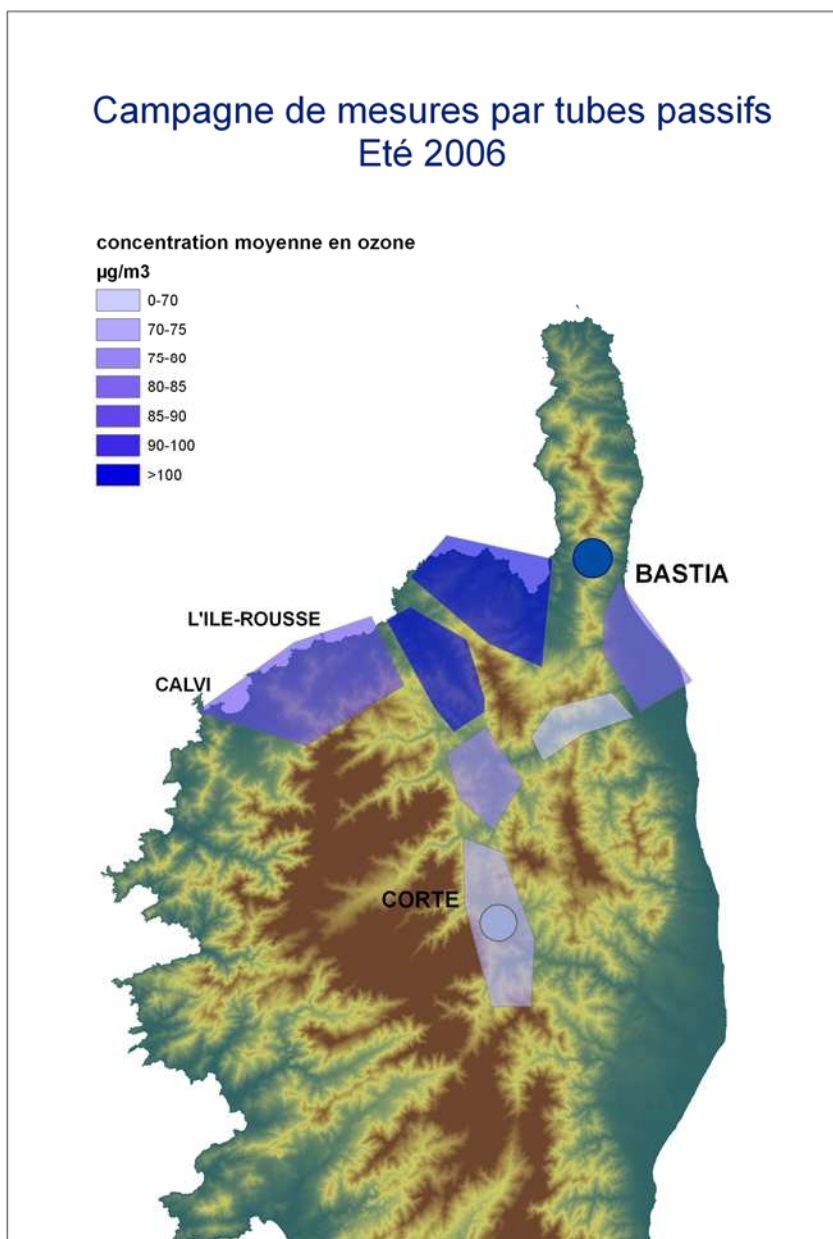 Campagne de mesures par tubes passifs
Eté 2006
concentration moyenne en ozone
µg/m3
0-70
70-75
75-80
80-85
85-90
90-100
>100
BASTIA
L'ILE-ROUSSE
CALVI
CORTE